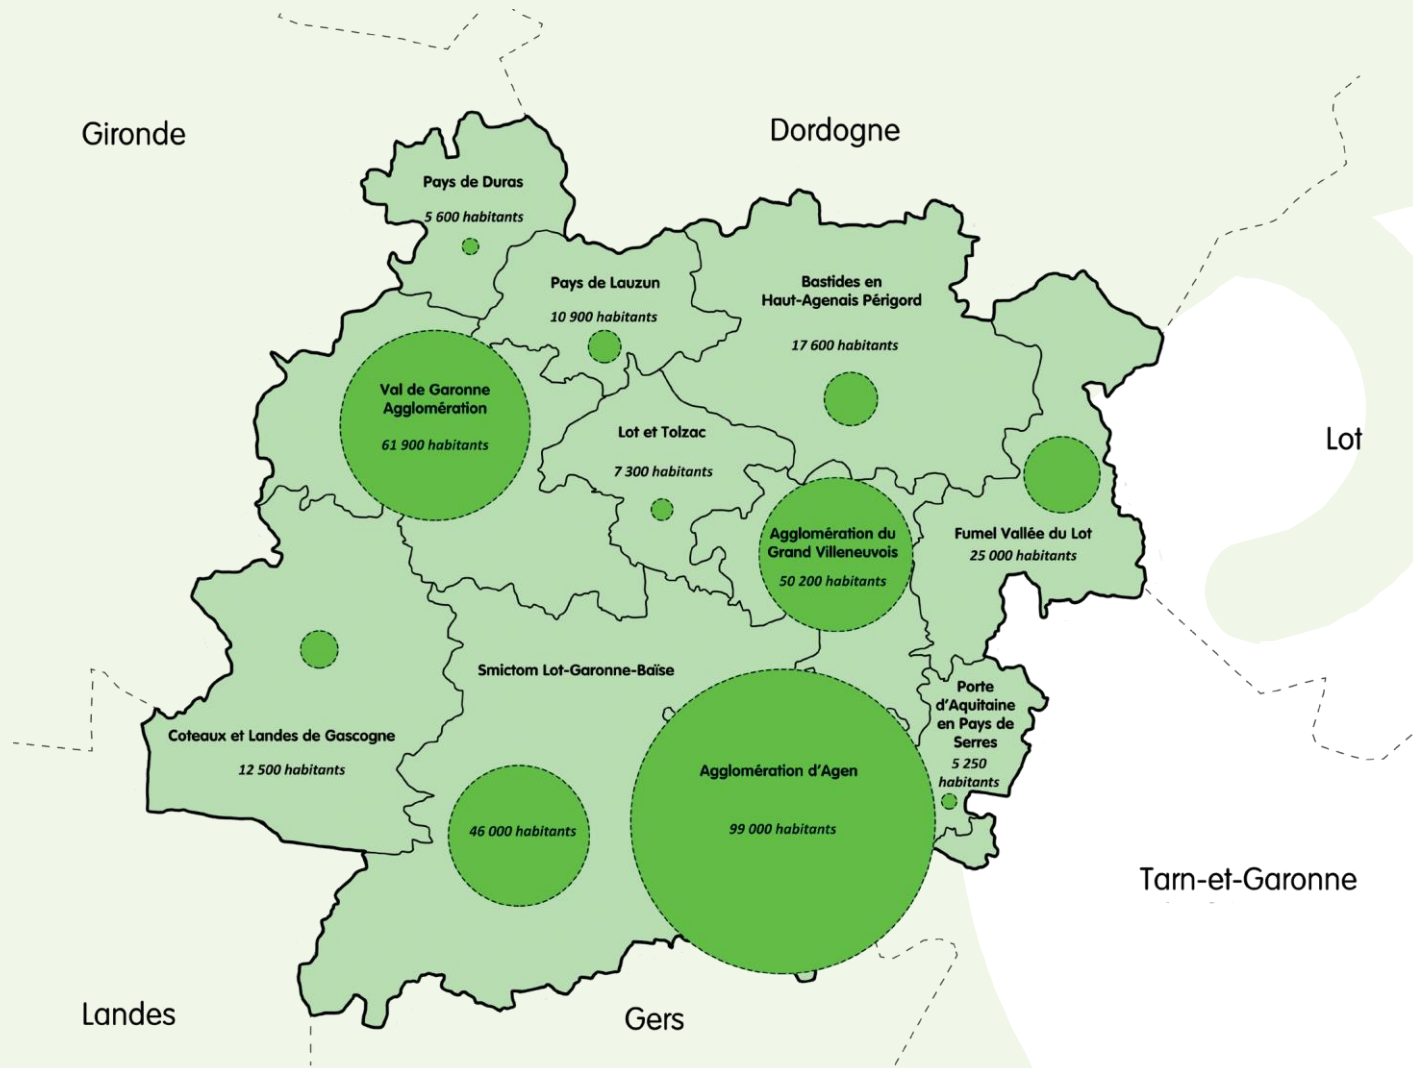 Gironde
Dordogne
Pays de Duras
5 600 habitants
Pays de Lauzun
10 900 habitants
Bastides en
Haut-Agenais Périgord
17 600 habitants
Val de Garonne
Agglomération
61 900 habitants
Lot et Tolzac
7 300 habitants
Lot
Agglomération du
Grand Villeneuvois
50 200 habitants
Fumel Vallée du Lot
25 000 habitants
Smictom Lot-Garonne-Baïse
46 000 habitants
Porte
d'Aquitaine
en Pays de
Serres
5 250
habitants
Coteaux et Landes de Gascogne
12 500 habitants
Agglomération d'Agen
99 000 habitants
Tarn-et-Garonne
Landes
Gers